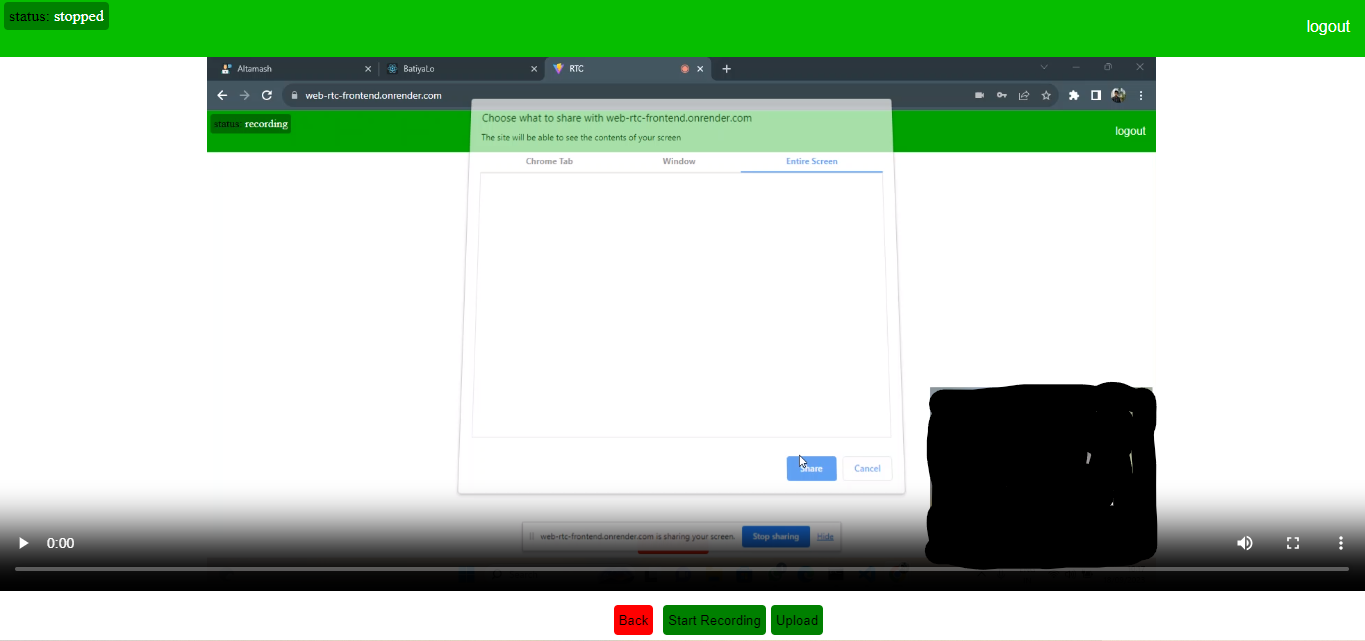 status: stopped
logout
Altamash
BatiyaLo
RTC
web-rtc-frontend.onrender.com
status: recording
logout
Choose what to share with web-rtc-frontend.onrender.com
The site will be able to see the contents of your screen
Chrome Tab Window Entire Screen
Share Cancel
web-rtc-frontend.onrender.com is sharing your screen. Stop sharing Hide
0:00
Back Start Recording Upload